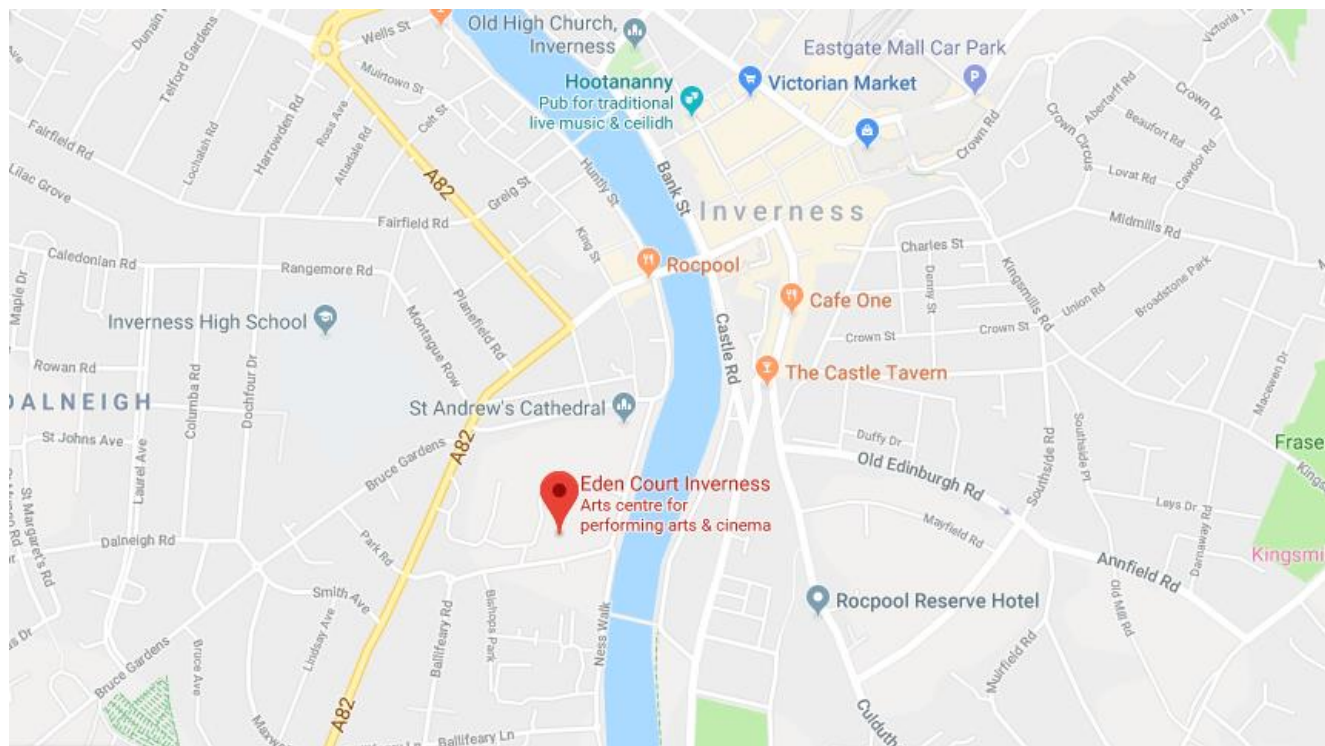 Wells St
Dunain
Telford Gardens
Muirtown St
Old High Church,
Inverness
Eastgate Mall Car Park
Hootananny
Pub for traditional
live music & ceilidh
Victorian Market
Crown Rd
Abertarff Rd
Crown Dr
Beaufort Rd
Crown Circus
Cawdor Rd
Lovat Rd
Fairfield Rd
Lochalsh Rd
Harrowden Rd
Ross Ave
Attadale Rd
Celt St
A82
Huntly St
Bank St
Lilac Grove
Greig St
Fairfield Rd
King St
Inverness
Midmills Rd
Charles St
Caledonian Rd
Rangemore Rd
Rocpool
Denny St
Kingsmills Rd
Union Rd
Broadstone Park
Maple Dr
Cafe One
Inverness High School
Planefield Rd
Montague Row
Castle Rd
Crown St
Crown St
Rowan Rd
Columba Rd
Dochfour Dr
The Castle Tavern
Macewen Dr
DALNEIGH
St Andrew's Cathedral
St Johns Ave
Laurel Ave
Bruce Gardens
A82
Duffy Dr
Old Edinburgh Rd
Southside Rd
Southside Pl
Frase
Kings
St Margaret's Rd
Eden Court Inverness
Arts centre for
performing arts & cinema
Mayfield Rd
Leys Dr
Darnaway Rd
Dalneigh Rd
Park Rd
Annfield Rd
Kingsmi
Smith Ave
Lindsay Ave
Ballifeary Rd
Bishops Park
Ness Walk
Rocpool Reserve Hotel
Old Mill Rd
Muirfield Rd
Bruce Gardens
Bruce Ave
A82
Maxw
Ballifeary Ln
Culduth